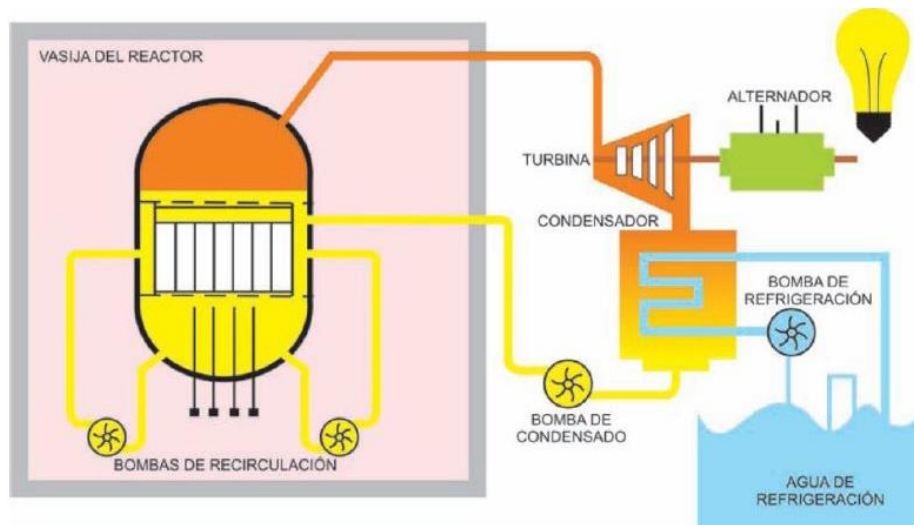 VASIJA DEL REACTOR
ALTERNADOR
TURBINA
CONDENSADOR
BOMBA DE
REFRIGERACIÓN
BOMBA DE
CONDENSADO
BOMBAS DE RECIRCULACIÓN
AGUA DE
REFRIGERACIÓN